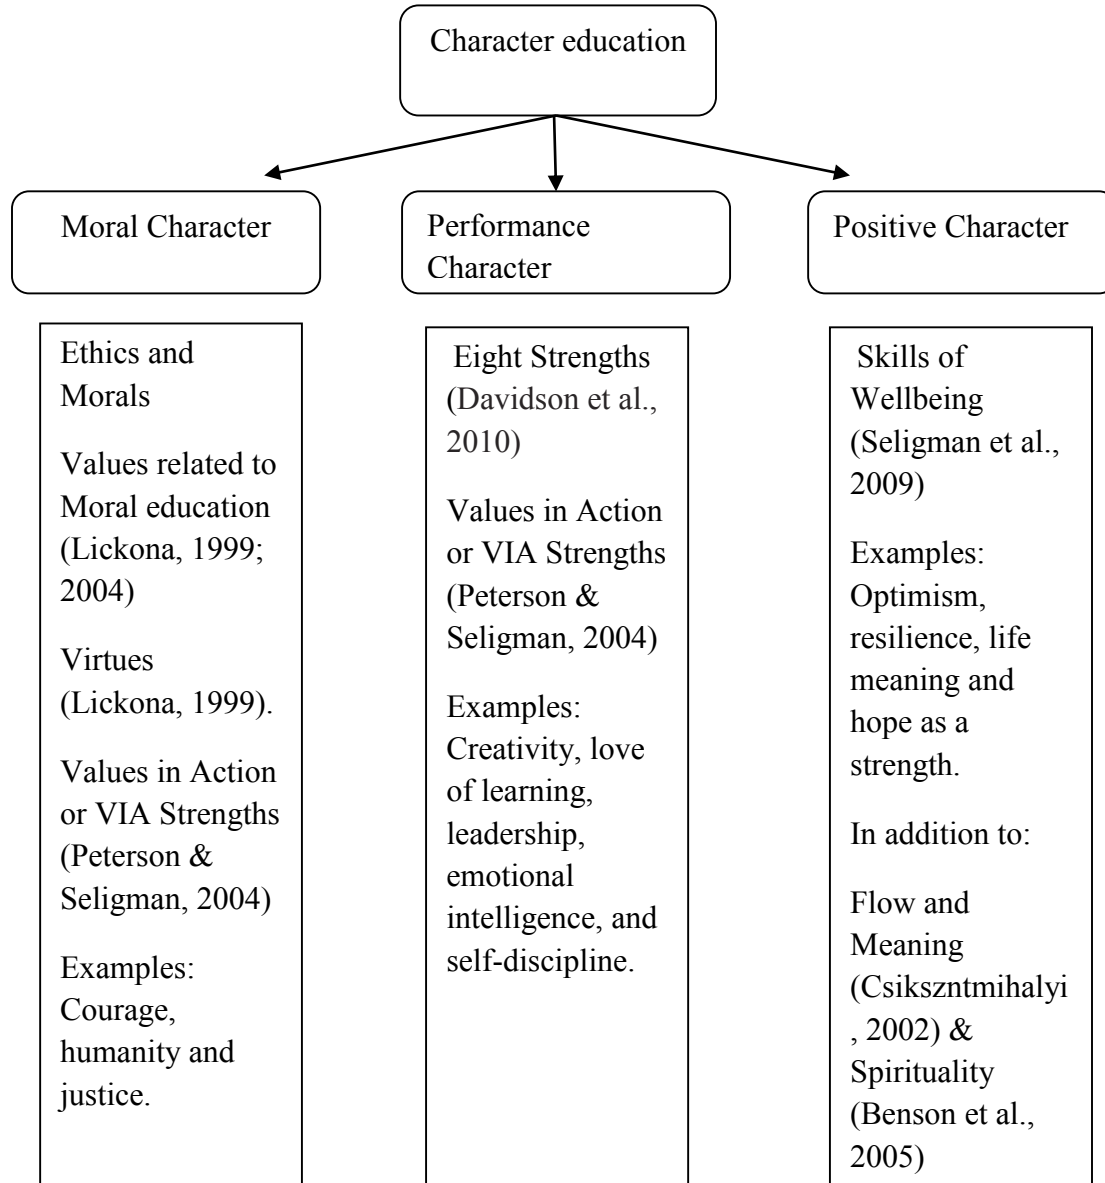 Character education
Moral Character
Performance
Character
Positive Character
Ethics and
Morals
Values related to
Moral education
(Lickona, 1999;
2004)
Virtues
(Lickona, 1999).
Values in Action
or VIA Strengths
(Peterson &
Seligman, 2004)
Examples:
Courage,
humanity and
justice.
Eight Strengths
(Davidson et al.,
2010)
Values in Action
or VIA Strengths
(Peterson &
Seligman, 2004)
Examples:
Creativity, love
of learning,
leadership,
emotional
intelligence, and
self-discipline.
Skills of
Wellbeing
(Seligman et al.,
2009)
Examples:
Optimism,
resilience, life
meaning and
hope as a
strength.
In addition to:
Flow and
Meaning
(Csikszntmihalyi
, 2002) &
Spirituality
(Benson et al.,
2005)